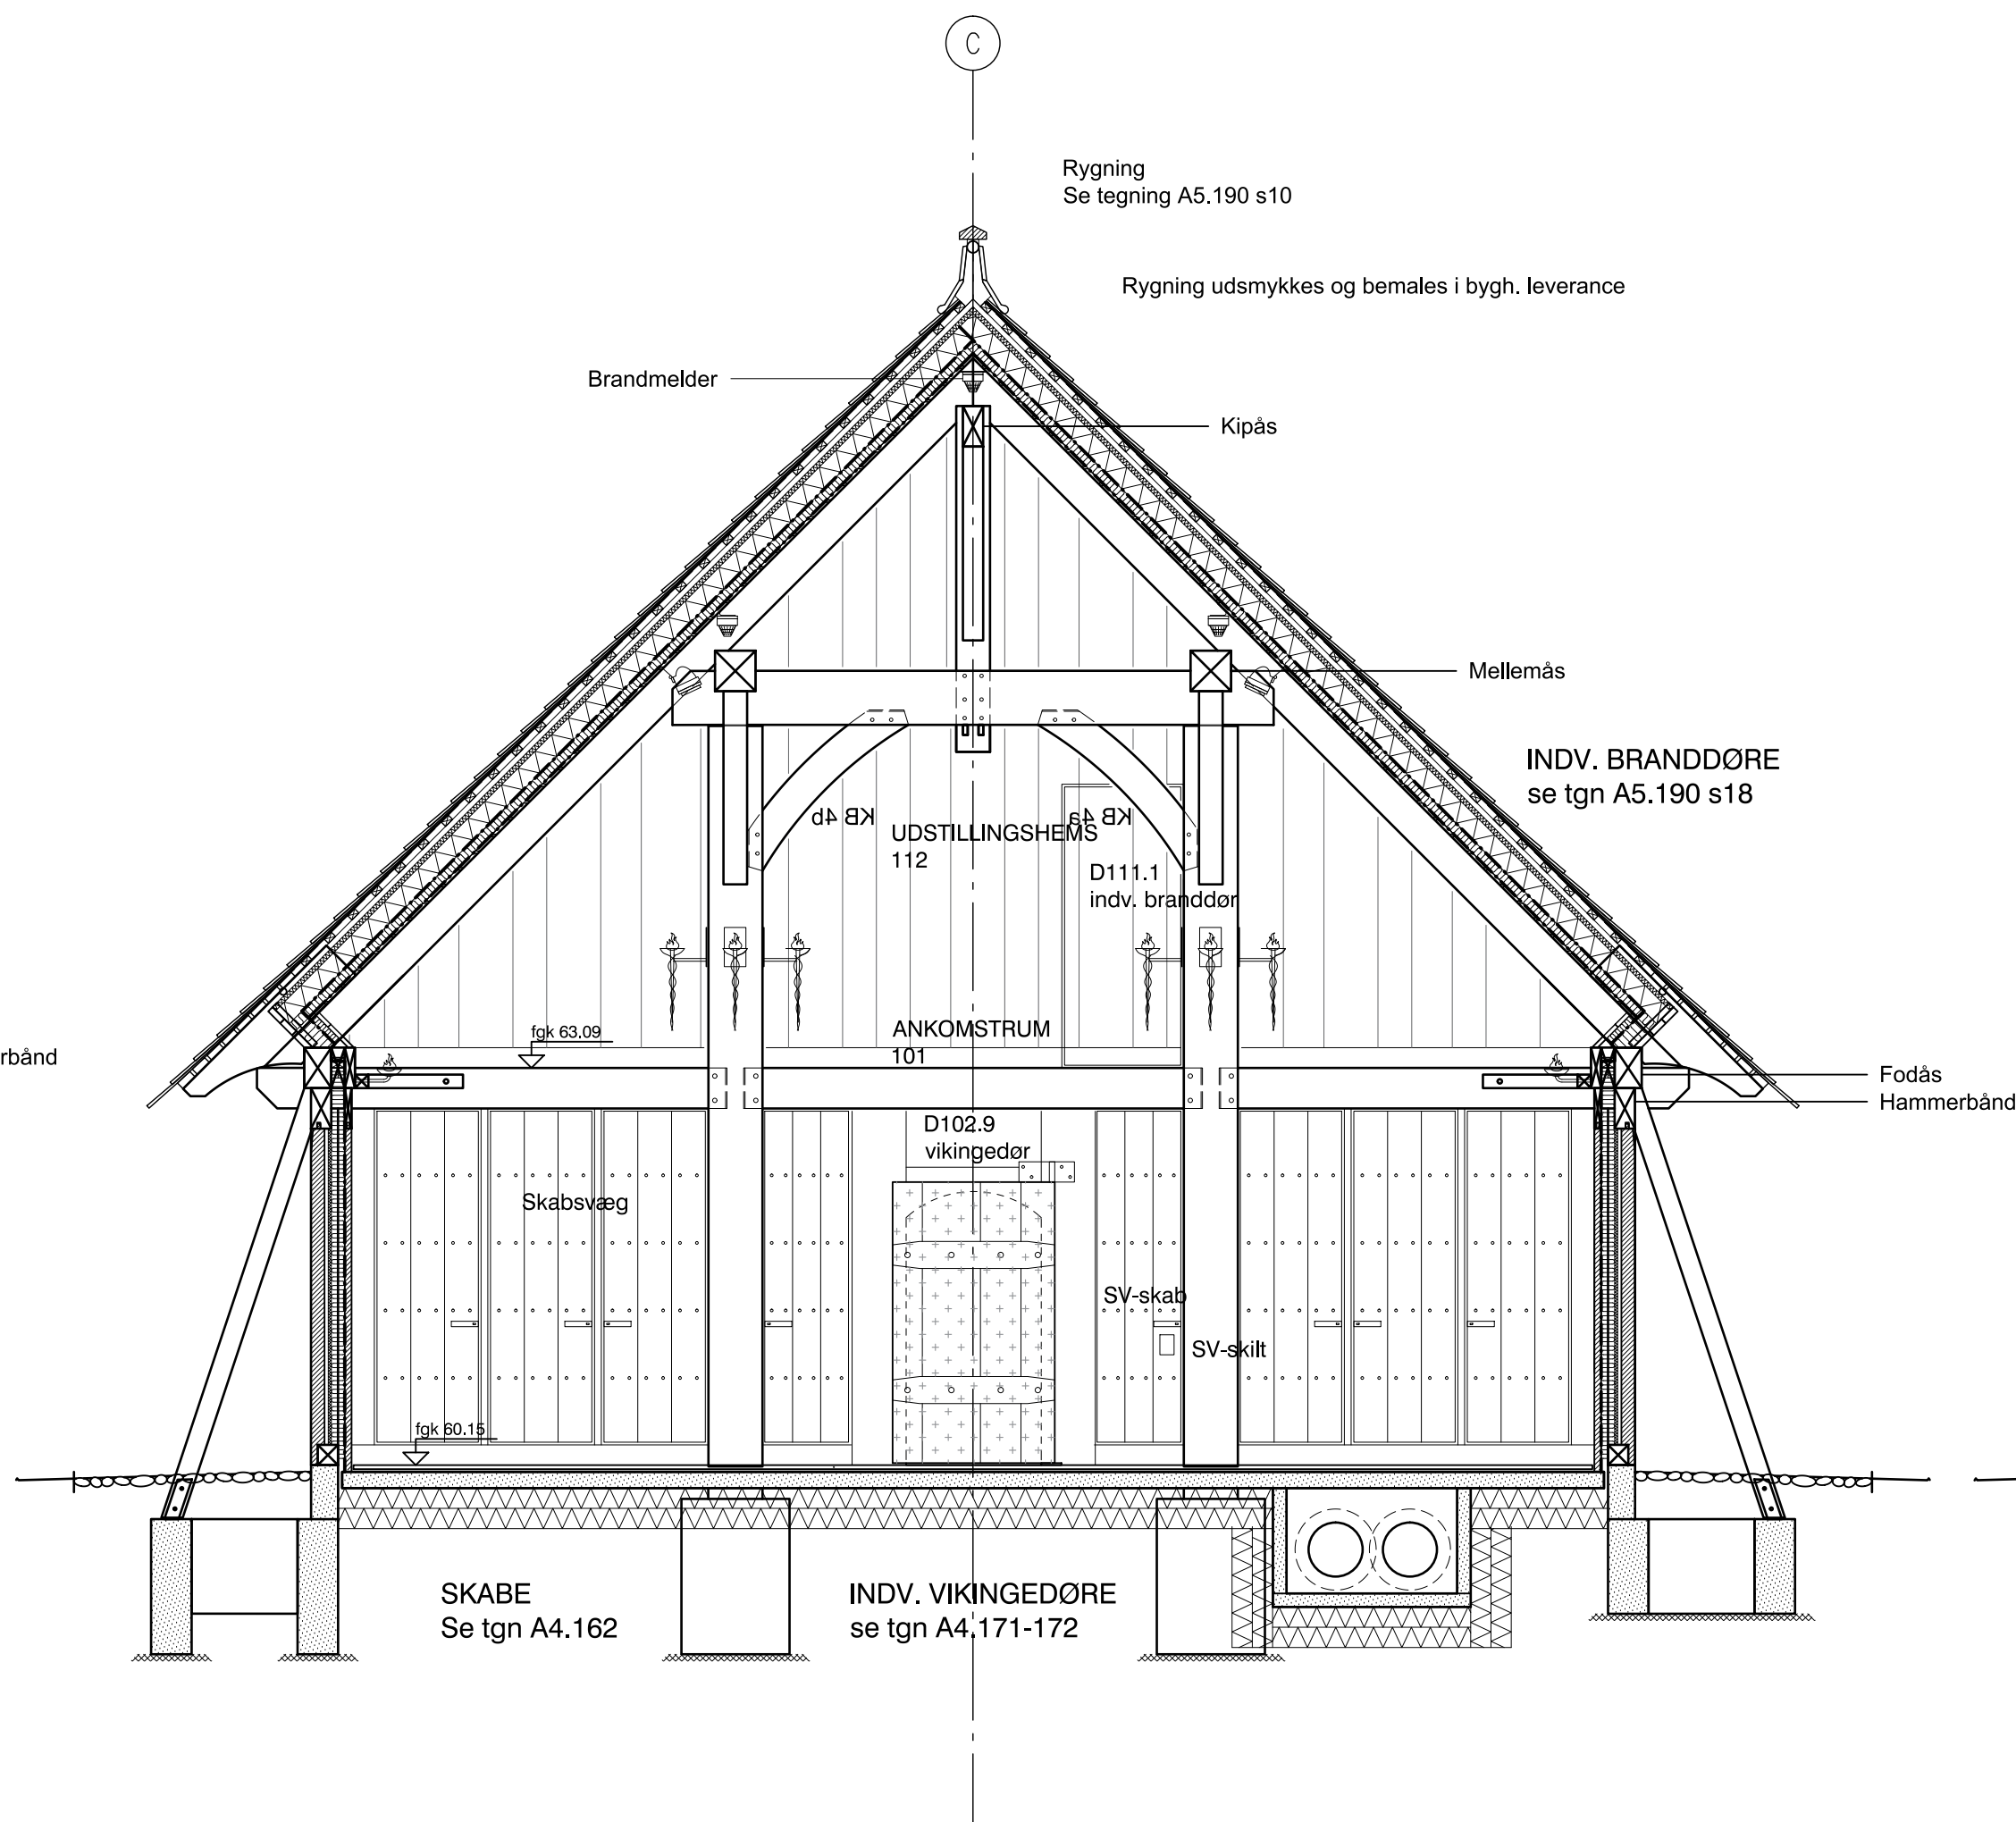 C
Rygning
Se tegning A5.190 s10
Rygning udsmykkes og bemales i bygh. leverance
Brandmelder
Kipås
Mellemås
INDV. BRANDDØRE
se tgn A5.190 s18
KB 4b
KB 4a
UDSTILLINGSHEMS
112
D111.1
indv. branddør
fgk 63.09
ANKOMSTRUM
101
rbånd
Fodås
Hammerbånd
D102.9
vikingedør
Skabsvæg
SV-skab
SV-skilt
fgk 60.15
SKABE
Se tgn A4.162
INDV. VIKINGEDØRE
se tgn A4.171-172